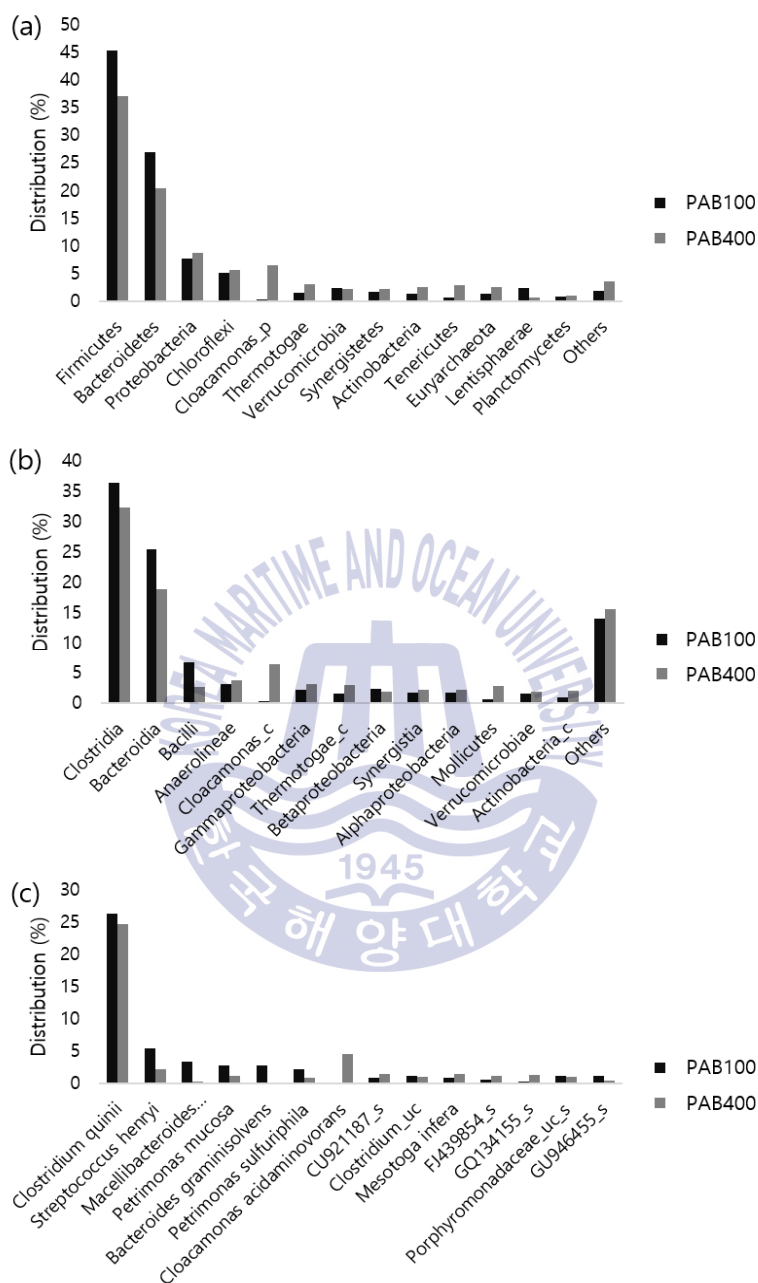 (a)
50
45
40
35
30
25
20
15
10
5
0
Distribution (%)
Firmicutes
Bacteroidetes
Proteobacteria
Chloroflexi
Cloacamonas_p
Thermotogae
Verrucomicrobia
Synergistetes
Actinobacteria
Tenericutes
Euryarchaeota
Lentisphaerae
Planctomycetes
Others
PAB100
PAB400
(b)
40
35
30
25
20
15
10
5
0
Distribution (%)
Clostridia
Bacteroidia
Bacilli
Anaerolineae
Cloacamonas_c
Gammaproteobacteria
Thermotogae_c
Betaproteobacteria
Synergistia
Alphaproteobacteria
Mollicutes
Verrucomicrobiae
Actinobacteria_c
Others
PAB100
PAB400
KOREA MARITIME AND OCEAN UNIVERSITY
1945
한국해양대학교
(c)
30
25
20
15
10
5
0
Distribution (%)
Clostridium quinii
Streptococcus henryi
Macellibacteroides...
Petrimonas mucosa
Bacteroides graminisolvens
Petrimonas sulfuriphila
Cloacamonas acidaminovorans
CU921187_s
Clostridium_uc
Mesotoga infera
FJ439854_s
GQ134155_s
Porphyromonadaceae_uc_s
GU946455_s
PAB100
PAB400